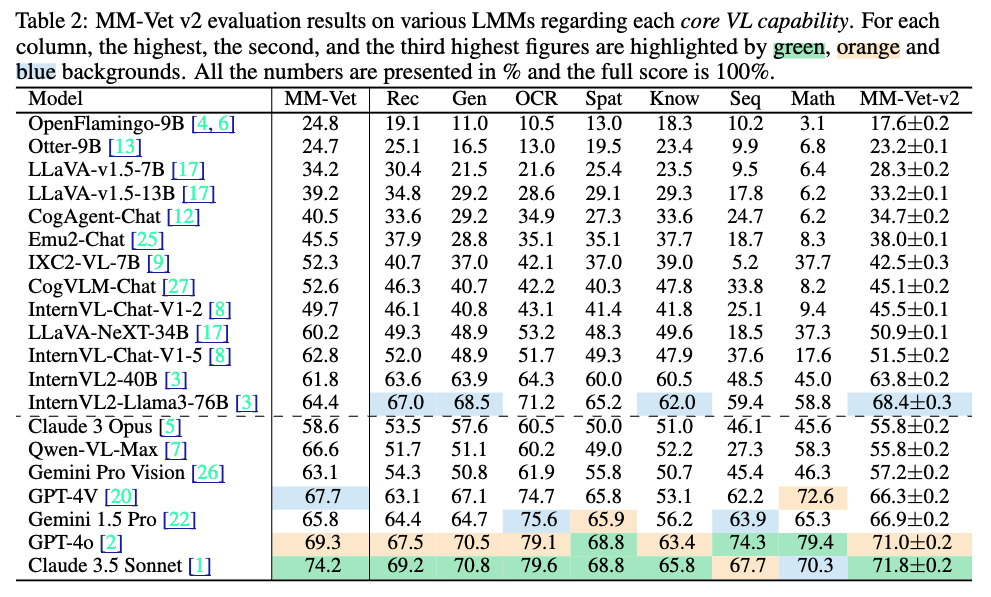 Table 2: MM-Vet v2 evaluation results on various LMMs regarding each core VL capability. For each
column, the highest, the second, and the third highest figures are highlighted by green, orange and
blue backgrounds. All the numbers are presented in % and the full score is 100%.
Model MM-Vet Rec Gen OCR Spat Know Seq Math MM-Vet-v2
OpenFlamingo-9B [4, 6] 24.8 19.1 11.0 10.5 13.0 18.3 10.2 3.1 17.6±0.2
Otter-9B [13] 24.7 25.1 16.5 13.0 19.5 23.4 9.9 6.8 23.2±0.1
LLaVA-v1.5-7B [17] 34.2 30.4 21.5 21.6 25.4 23.5 9.5 6.4 28.3±0.2
LLaVA-v1.5-13B [17] 39.2 34.8 29.2 28.6 29.1 29.3 17.8 6.2 33.2±0.1
CogAgent-Chat [12] 40.5 33.6 29.2 34.9 27.3 33.6 24.7 6.2 34.7±0.2
Emu2-Chat [25] 45.5 37.9 28.8 35.1 35.1 37.7 18.7 8.3 38.0±0.1
IXC2-VL-7B [9] 52.3 40.7 37.0 42.1 37.0 39.0 5.2 37.7 42.5±0.3
CogVLM-Chat [27] 52.6 46.3 40.7 42.2 40.3 47.8 33.8 8.2 45.1±0.2
InternVL-Chat-V1-2 [8] 49.7 46.1 40.8 43.1 41.4 41.8 25.1 9.4 45.5±0.1
LLaVA-NeXT-34B [17] 60.2 49.3 48.9 53.2 48.3 49.6 18.5 37.3 50.9±0.1
InternVL-Chat-V1-5 [8] 62.8 52.0 48.9 51.7 49.3 47.9 37.6 17.6 51.5±0.2
InternVL2-40B [3] 61.8 63.6 63.9 64.3 60.0 60.5 48.5 45.0 63.8±0.2
InternVL2-Llama3-76B [3] 64.4 67.0 68.5 71.2 65.2 62.0 59.4 58.8 68.4±0.3
Claude 3 Opus [5] 58.6 53.5 57.6 60.5 50.0 51.0 46.1 45.6 55.8±0.2
Qwen-VL-Max [7] 66.6 51.7 51.1 60.2 49.0 52.2 27.3 58.3 55.8±0.2
Gemini Pro Vision [26] 63.1 54.3 50.8 61.9 55.8 50.7 45.4 46.3 57.2±0.2
GPT-4V [20] 67.7 63.1 67.1 74.7 65.8 53.1 62.2 72.6 66.3±0.2
Gemini 1.5 Pro [22] 65.8 64.4 64.7 75.6 65.9 56.2 63.9 65.3 66.9±0.2
GPT-4o [2] 69.3 67.5 70.5 79.1 68.8 63.4 74.3 79.4 71.0±0.2
Claude 3.5 Sonnet [1] 74.2 69.2 70.8 79.6 68.8 65.8 67.7 70.3 71.8±0.2